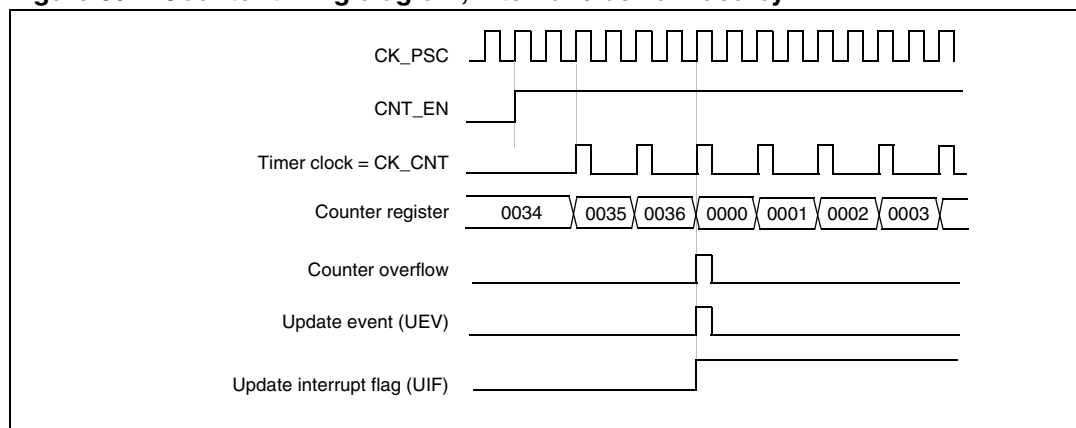 CK_PSC
CNT_EN
Timer clock = CK_CNT
Counter register 0034 0035 0036 0000 0001 0002 0003
Counter overflow
Update event (UEV)
Update interrupt flag (UIF)